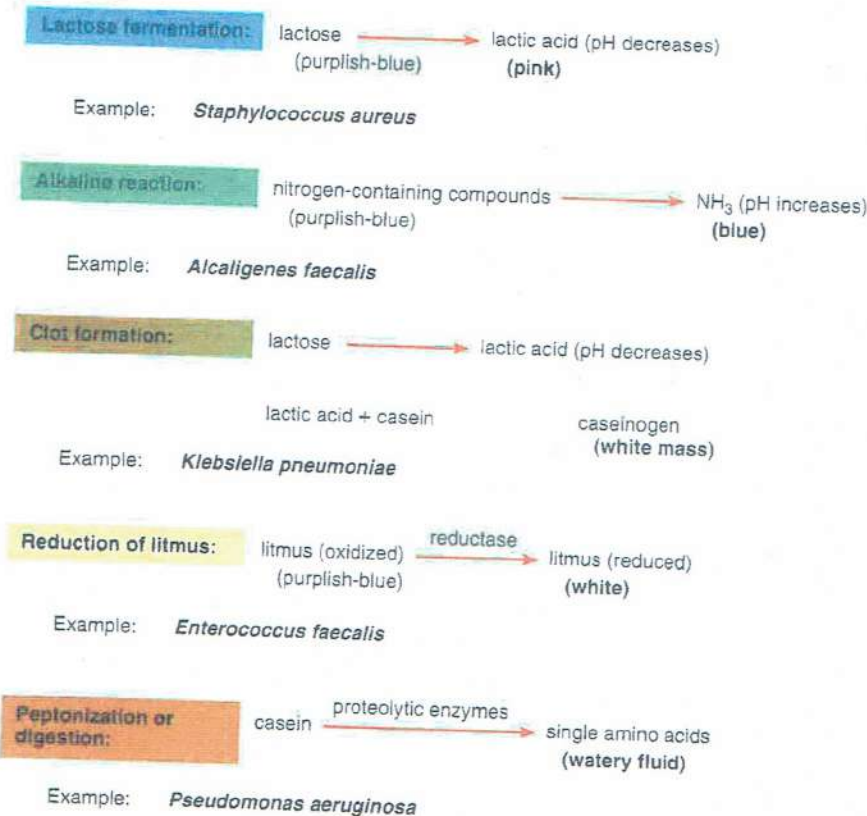 Lactose fermentation: lactose lactic acid (pH decreases)
(purplish-blue) (pink)
Example: Staphylococcus aureus
Alkaline reaction: nitrogen-containing compounds NH₃ (pH increases)
(purplish-blue) (blue)
Example: Alcaligenes faecalis
Clot formation: lactose lactic acid (pH decreases)
lactic acid + casein caseinogen
(white mass)
Example: Klebsiella pneumoniae
Reduction of litmus: litmus (oxidized) reductase litmus (reduced)
(purplish-blue) (white)
Example: Enterococcus faecalis
Peptonization or
digestion: casein proteolytic enzymes single amino acids
(watery fluid)
Example: Pseudomonas aeruginosa